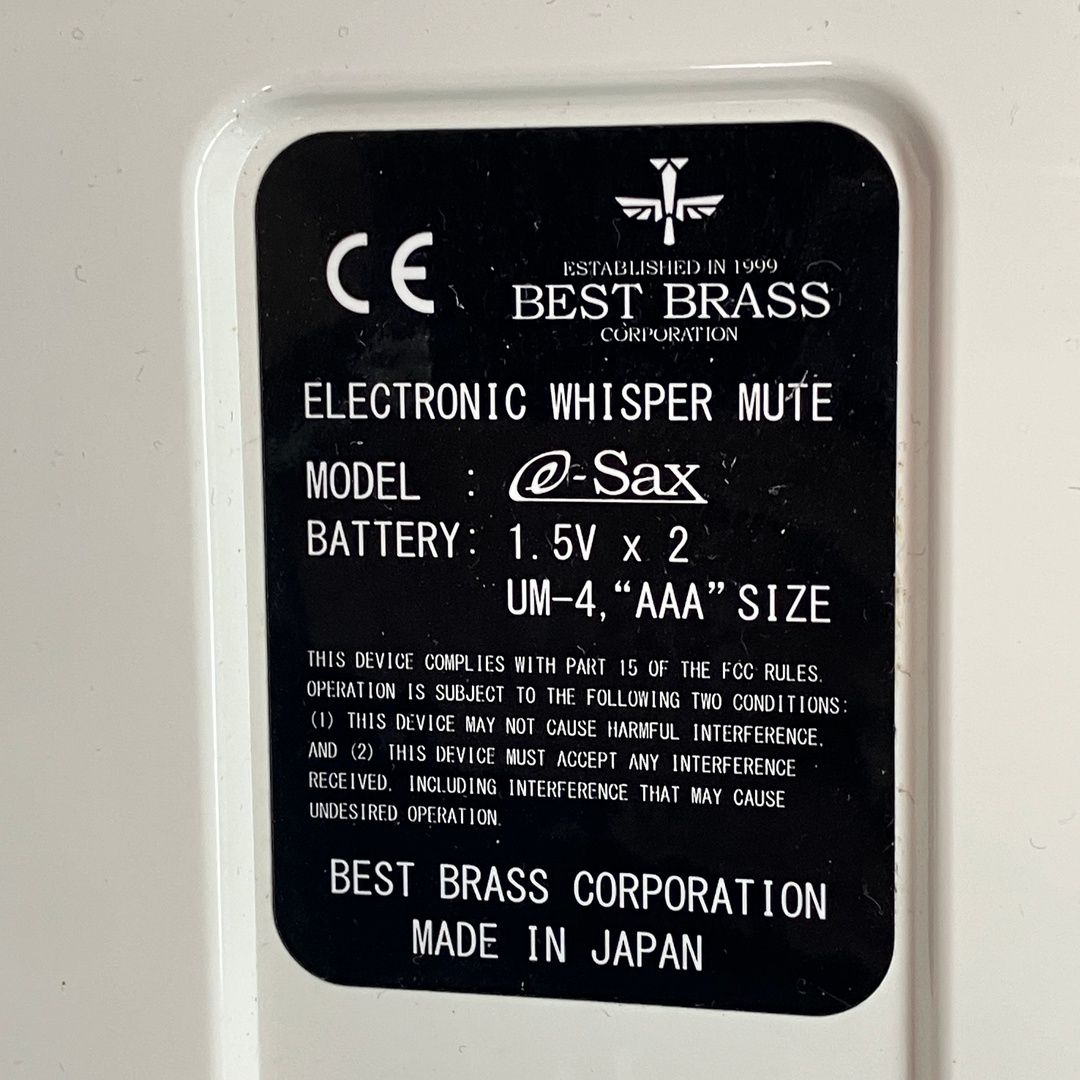 CE
ESTABLISHED IN 1999
BEST BRASS
CORPORATION
ELECTRONIC WHISPER MUTE
MODEL : e-Sax
BATTERY: 1.5V x 2
UM-4, “AAA” SIZE
THIS DEVICE COMPLIES WITH PART 15 OF THE FCC RULES.
OPERATION IS SUBJECT TO THE FOLLOWING TWO CONDITIONS:
(1) THIS DEVICE MAY NOT CAUSE HARMFUL INTERFERENCE,
AND (2) THIS DEVICE MUST ACCEPT ANY INTERFERENCE
RECEIVED, INCLUDING INTERFERENCE THAT MAY CAUSE
UNDESIRED OPERATION.
BEST BRASS CORPORATION
MADE IN JAPAN